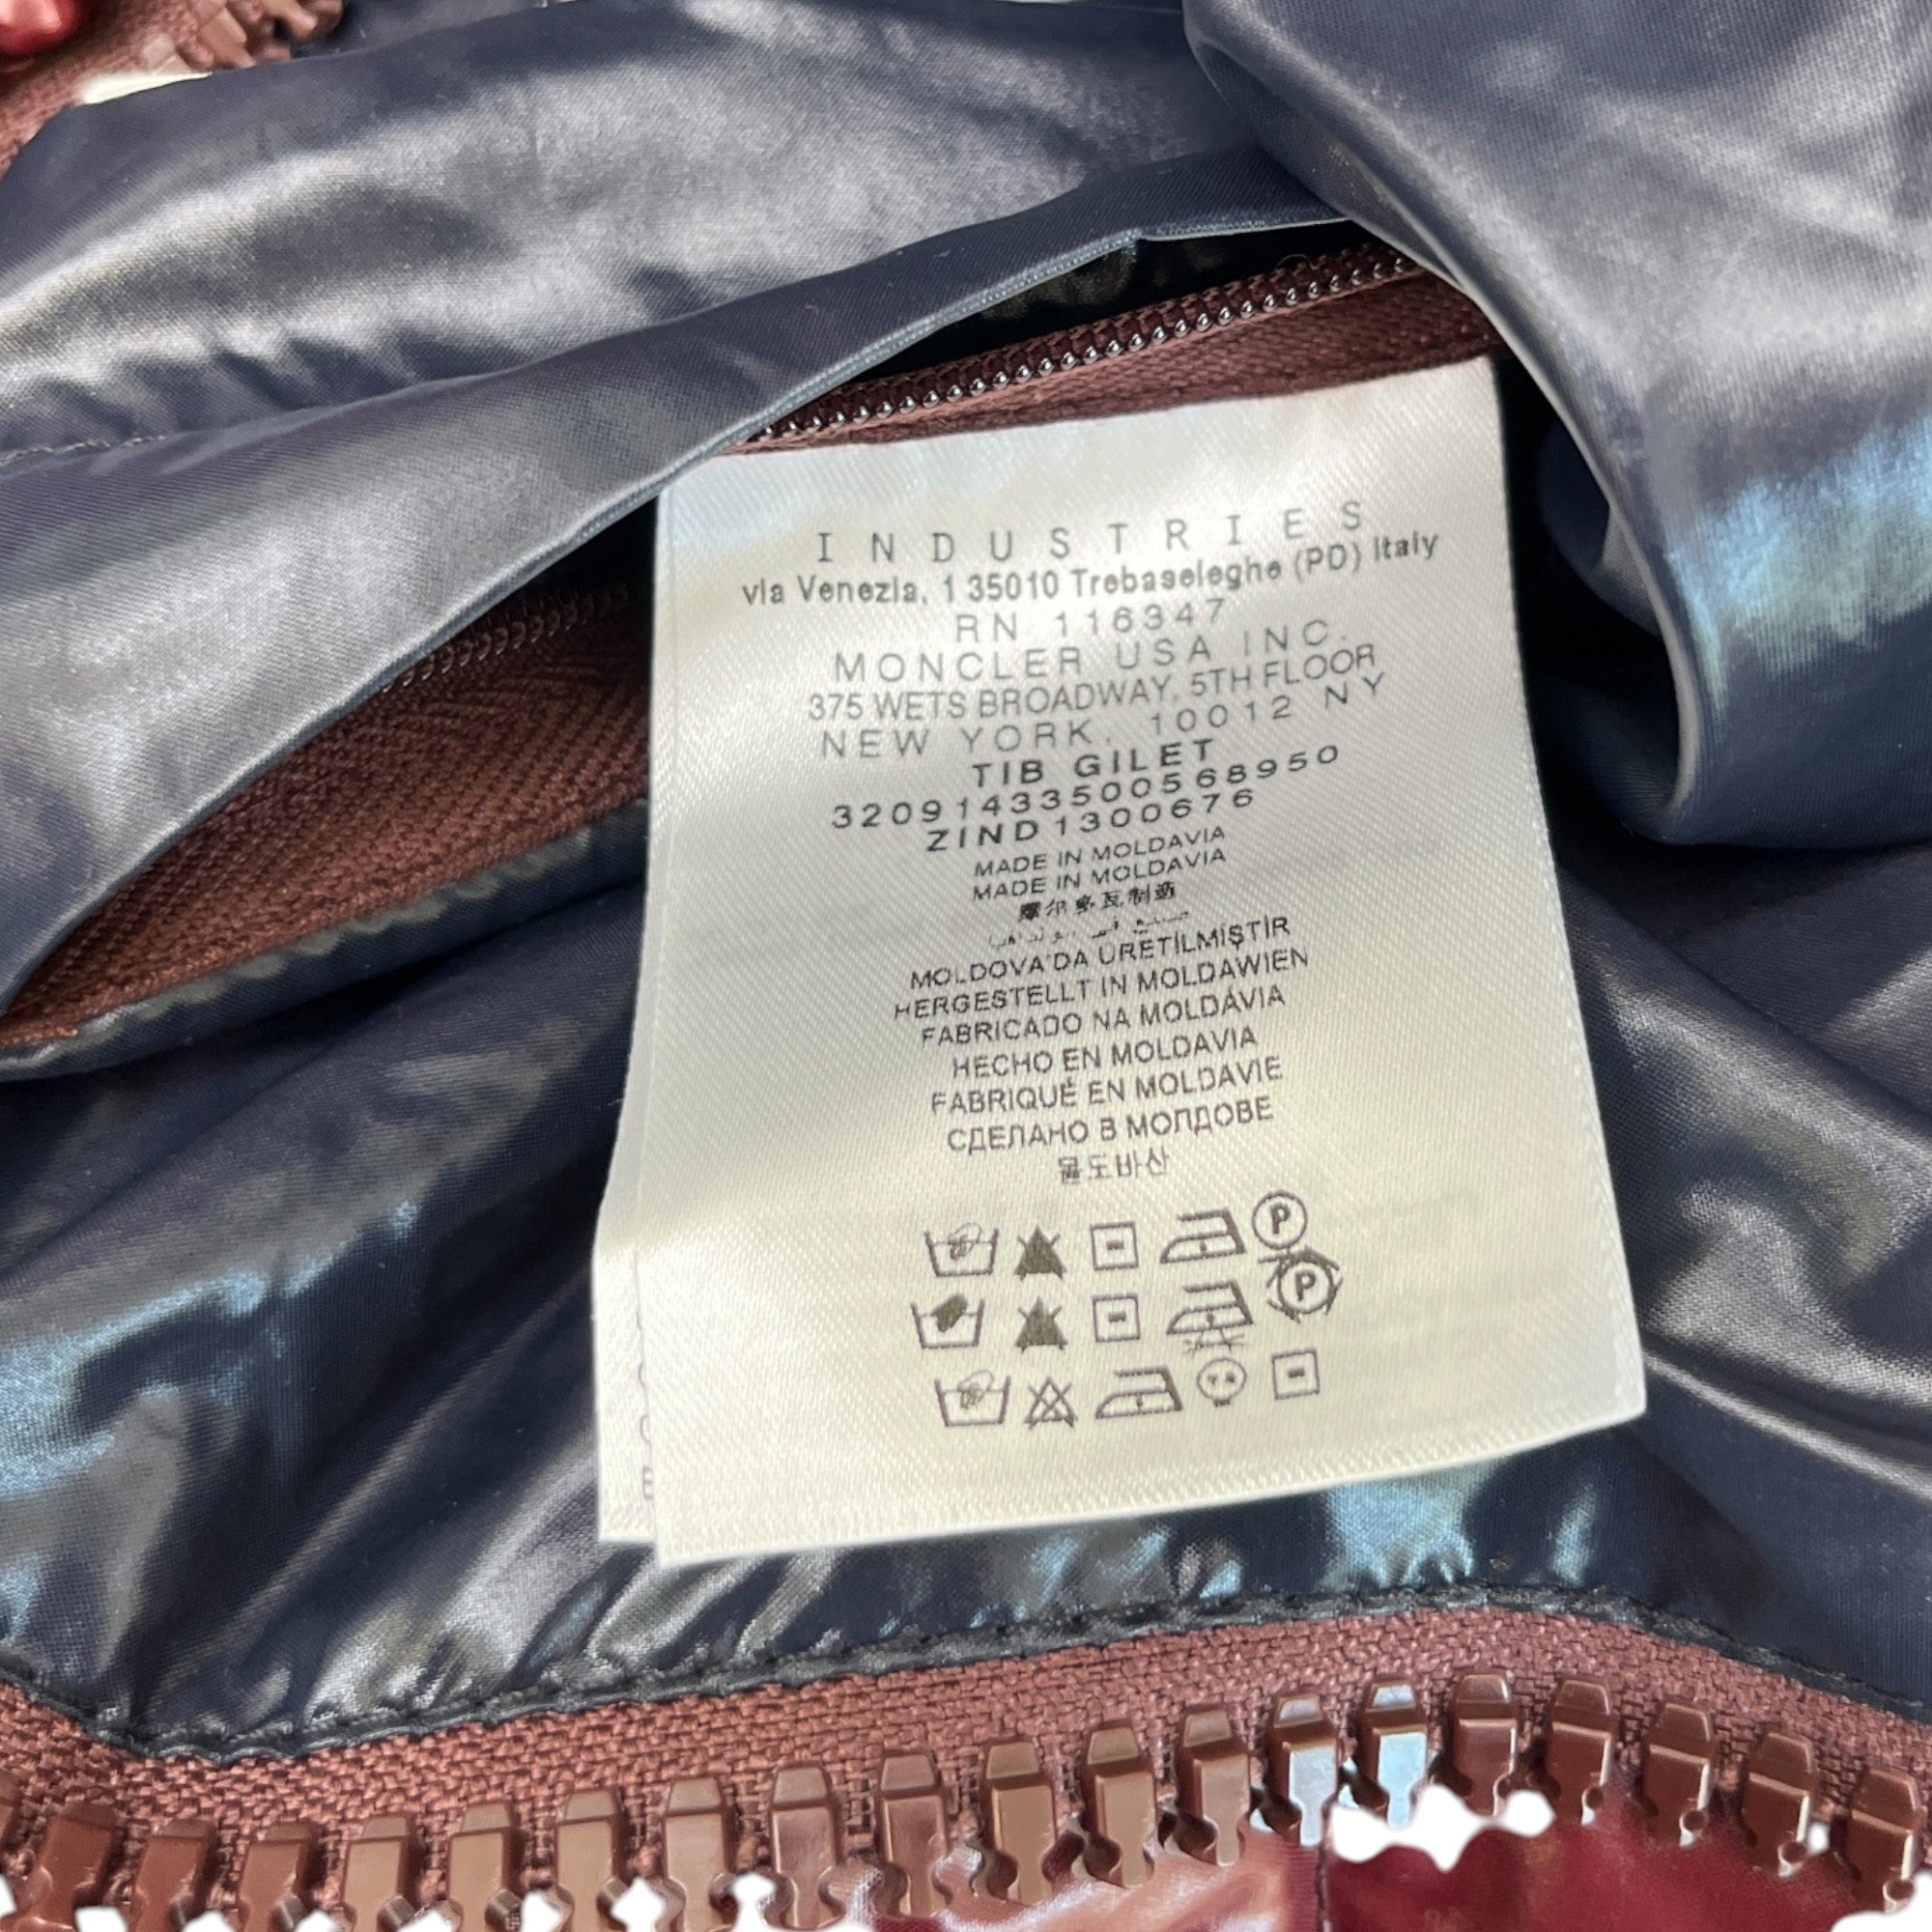 INDUSTRIES
via Venezia, 1 35010 Trebaseleghe (PD) Italy
RN 116347
MONCLER USA INC.
375 WETS BROADWAY, 5TH FLOOR
NEW YORK, 10012 NY
TIB GILET
32091433500568950
ZIND1300676
MADE IN MOLDAVIA
MADE IN MOLDAVIA
摩尔多瓦制造
MOLDOVA'DA ÜRETİLMİŞTİR
HERGESTELLT IN MOLDAWIEN
FABRICADO NA MOLDÁVIA
HECHO EN MOLDAVIA
FABRIQUÉ EN MOLDAVIE
СДЕЛАНО В МОЛДОВЕ
몰도바산
P
P